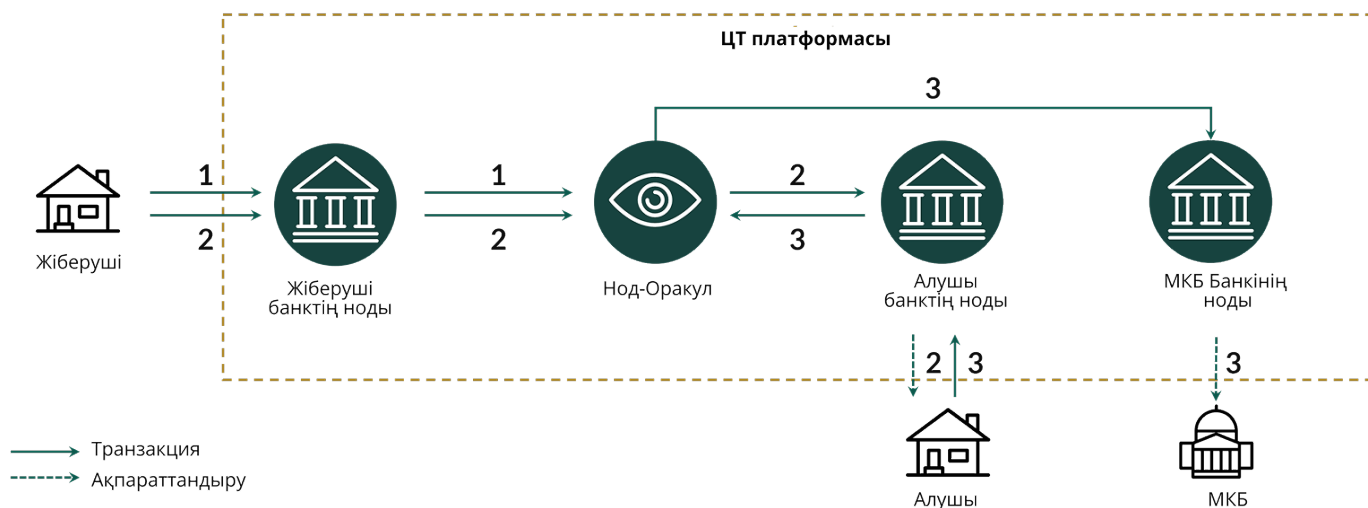 ЦТ платформасы
3
1
1
2
2
2
3
Жіберуші
Жіберуші
банктің ноды
Нод-Оракул
Алушы
банктің ноды
МКБ Банкінің
ноды
2
3
3
Транзакция
Ақпараттандыру
Алушы
МКБ